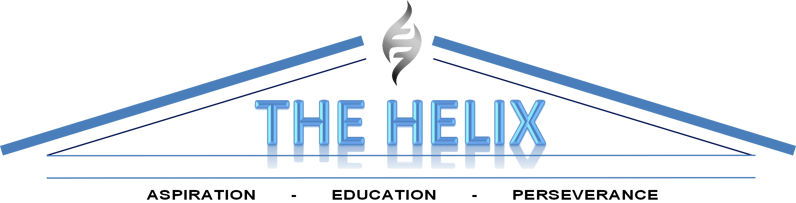 THE HELIX
ASPIRATION - EDUCATION - PERSEVERANCE